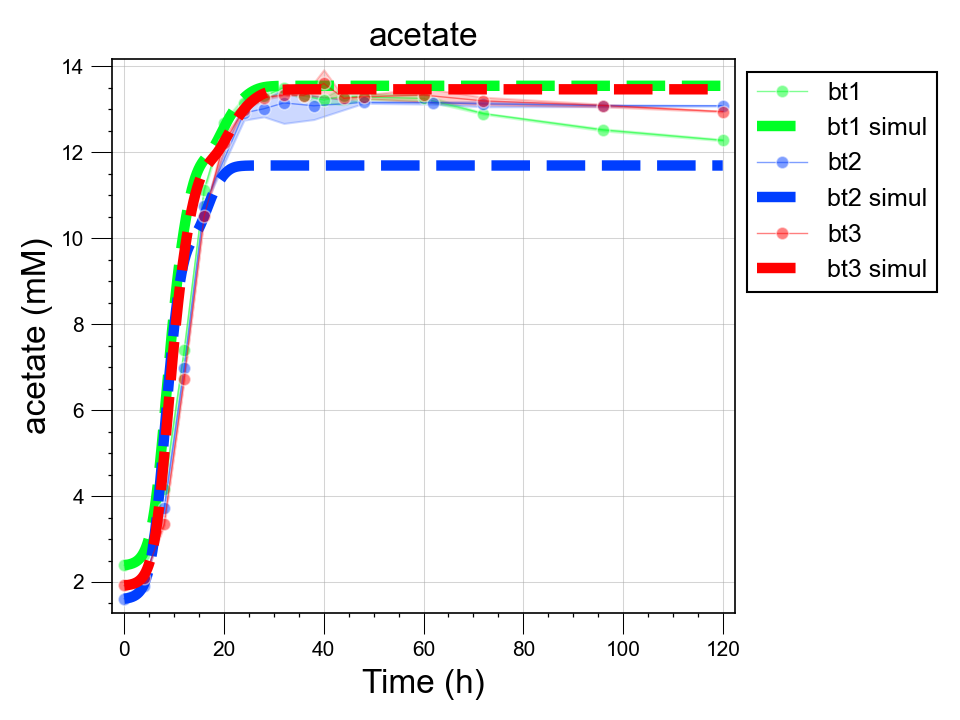 acetate
14
12
10
8
6
4
2
acetate (mM)
0 20 40 60 80 100 120
Time (h)
bt1
bt1 simul
bt2
bt2 simul
bt3
bt3 simul